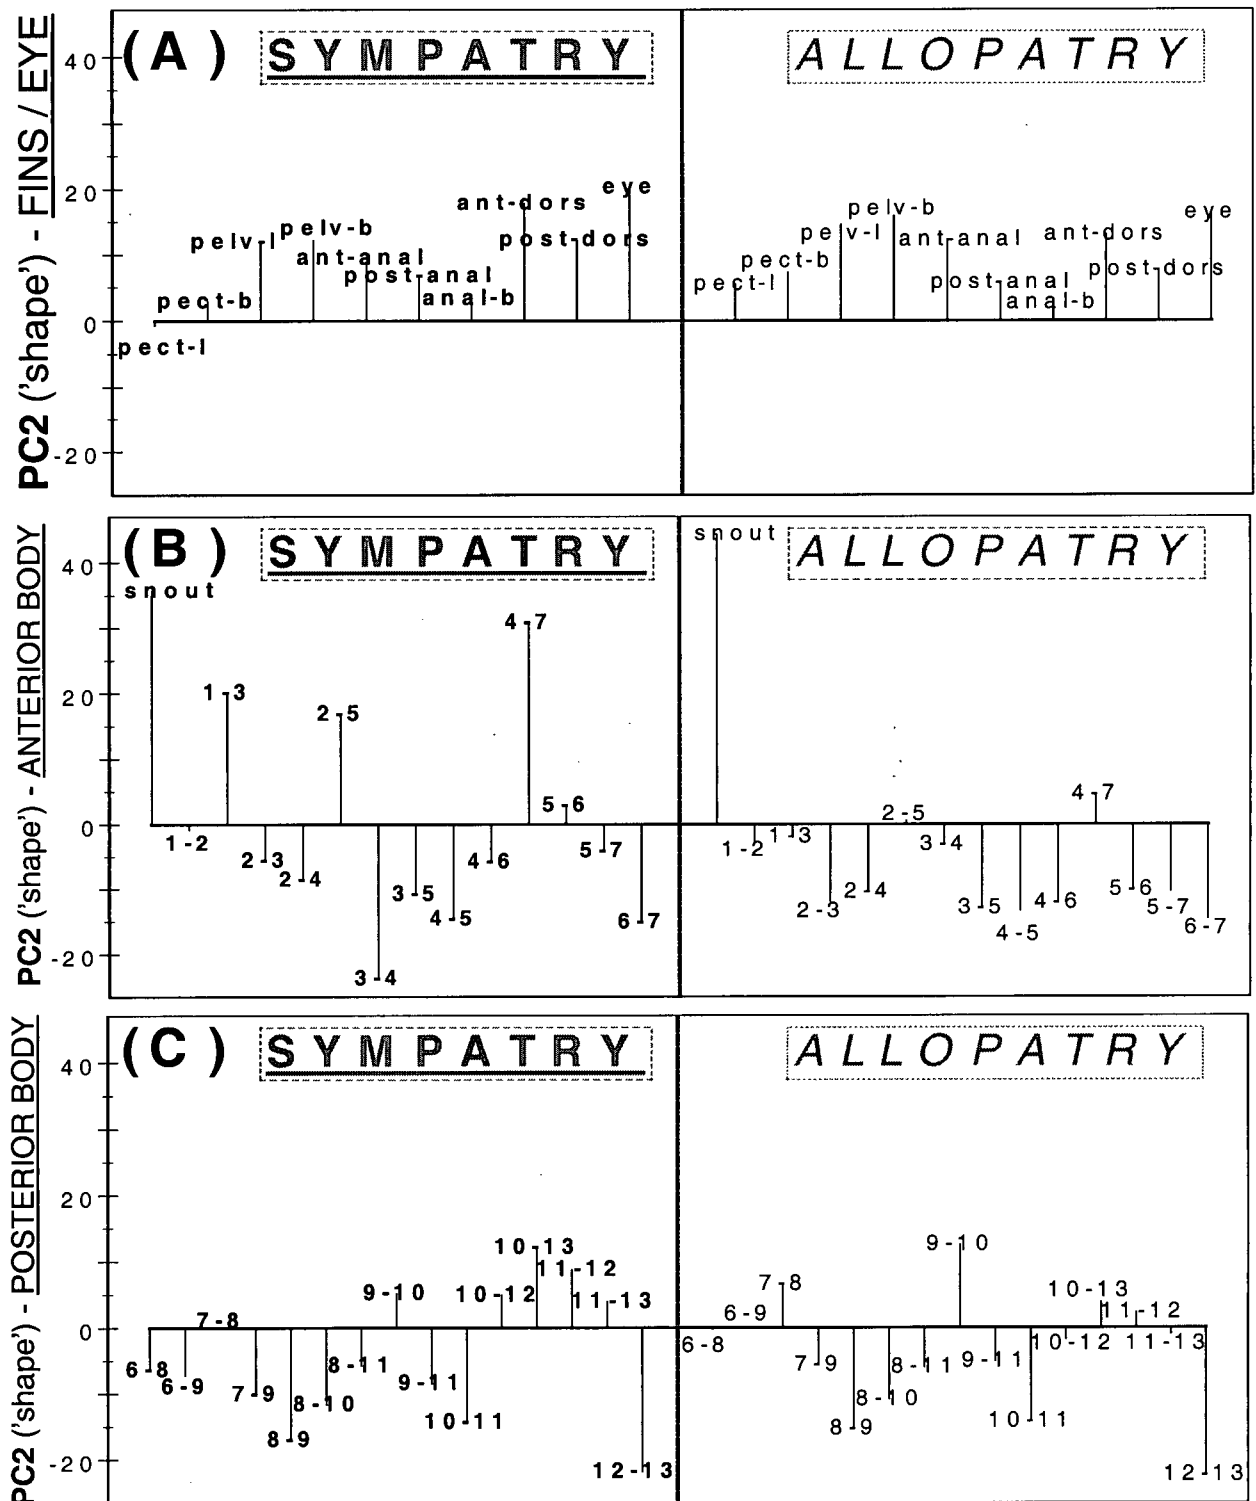 PC2 ('shape') - FINS / EYE
(A)
SYMPATRY
ALLOPATRY
40
20
0
-20
pect-l
pect-b
pelv-l
pelv-b
ant-anal
post-anal
anal-b
ant-dors
post-dors
eye
pect-l
pect-b
pelv-l
pelv-b
ant-anal
post-anal
anal-b
ant-dors
post-dors
eye
PC2 ('shape') - ANTERIOR BODY
(B)
SYMPATRY
ALLOPATRY
40
20
0
-20
snout
1-2
1-3
2-3
2-4
2-5
3-4
3-5
4-5
4-6
4-7
5-6
5-7
6-7
snout
1-2
1-3
2-3
2-4
2-5
3-4
3-5
4-5
4-6
4-7
5-6
5-7
6-7
PC2 ('shape') - POSTERIOR BODY
(C)
SYMPATRY
ALLOPATRY
40
20
0
-20
6-8
6-9
7-8
7-9
8-9
8-10
8-11
9-10
9-11
10-11
10-12
10-13
11-12
11-13
12-13
6-8
6-9
7-8
7-9
8-9
8-10
8-11
9-10
9-11
10-11
10-12
10-13
11-12
11-13
12-13